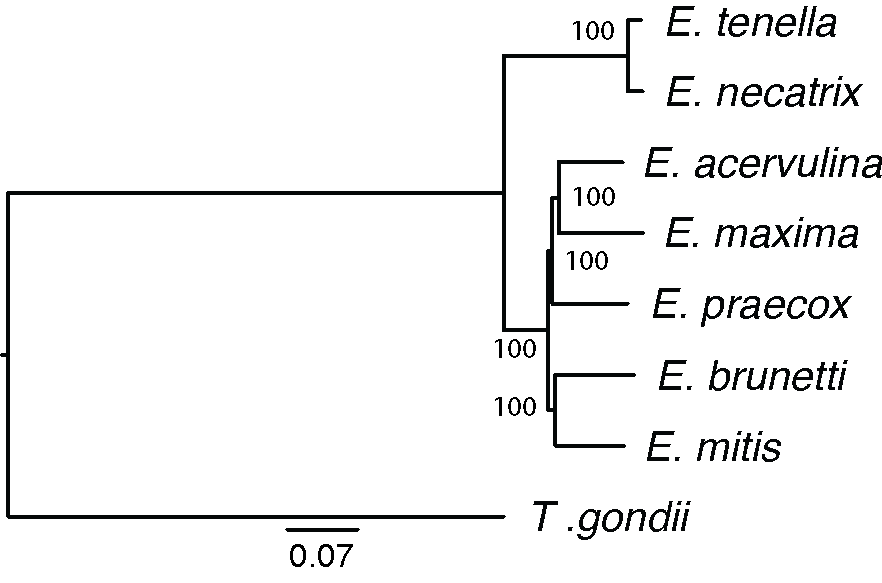 100
E. tenella
E. necatrix
E. acervulina
100
E. maxima
100
E. praecox
100
E. brunetti
100
E. mitis
T .gondii
0.07